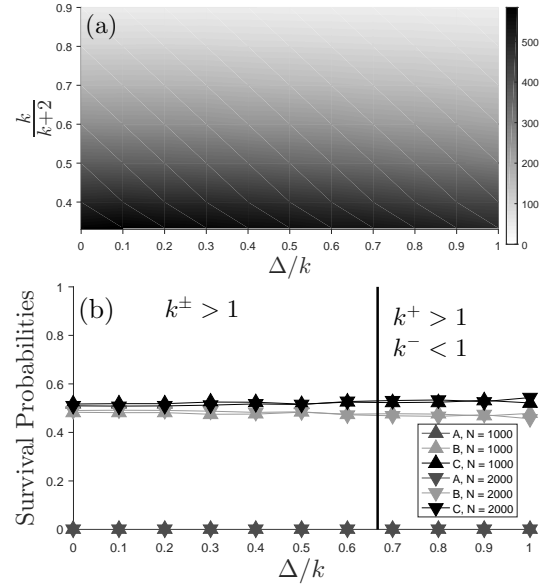 (a)
0.9
0.8
0.7
0.6
0.5
0.4
k/(k+2)
0 0.1 0.2 0.3 0.4 0.5 0.6 0.7 0.8 0.9 1
Δ/k
500
400
300
200
100
0
(b)
k± > 1
k+ > 1
k− < 1
1
0.8
0.6
0.4
0.2
0
Survival Probabilities
A, N = 1000
B, N = 1000
C, N = 1000
A, N = 2000
B, N = 2000
C, N = 2000
0 0.1 0.2 0.3 0.4 0.5 0.6 0.7 0.8 0.9 1
Δ/k